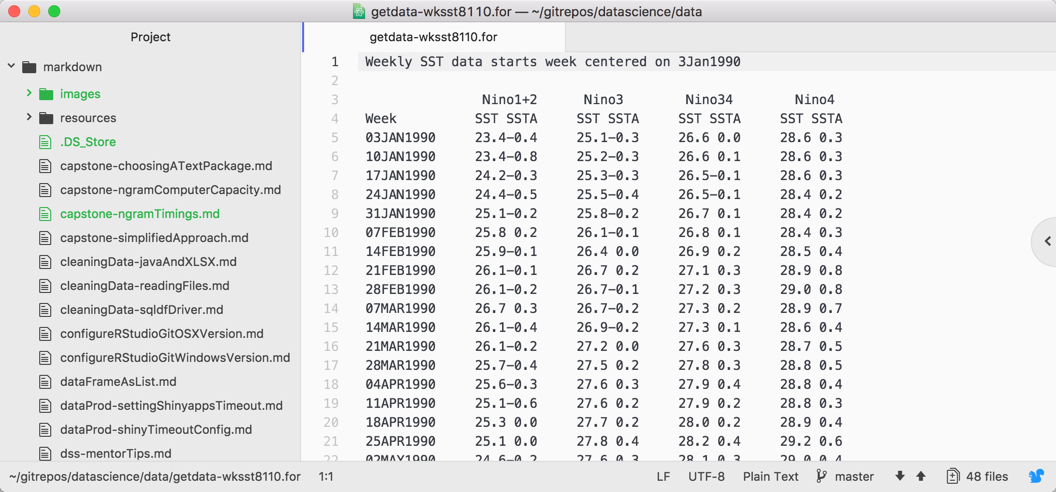 getdata-wksst8110.for — ~/gitrepos/datascience/data
Project
markdown
images
resources
.DS_Store
capstone-choosingATextPackage.md
capstone-ngramComputerCapacity.md
capstone-ngramTimings.md
capstone-simplifiedApproach.md
cleaningData-javaAndXLSX.md
cleaningData-readingFiles.md
cleaningData-sqldfDriver.md
configureRStudioGitOSXVersion.md
configureRStudioGitWindowsVersion.md
dataFrameAsList.md
dataProd-settingShinyappsTimeout.md
dataProd-shinyTimeoutConfig.md
dss-mentorTips.md
getdata-wksst8110.for
1 Weekly SST data starts week centered on 3Jan1990
2
3 Nino1+2 Nino3 Nino34 Nino4
4 Week SST SSTA SST SSTA SST SSTA SST SSTA
5 03JAN1990 23.4-0.4 25.1-0.3 26.6 0.0 28.6 0.3
6 10JAN1990 23.4-0.8 25.2-0.3 26.6 0.1 28.6 0.3
7 17JAN1990 24.2-0.3 25.3-0.3 26.5-0.1 28.6 0.3
8 24JAN1990 24.4-0.5 25.5-0.4 26.5-0.1 28.4 0.2
9 31JAN1990 25.1-0.2 25.8-0.2 26.7 0.1 28.4 0.2
10 07FEB1990 25.8 0.2 26.1-0.1 26.8 0.1 28.4 0.3
11 14FEB1990 25.9-0.1 26.4 0.0 26.9 0.2 28.5 0.4
12 21FEB1990 26.1-0.1 26.7 0.2 27.1 0.3 28.9 0.8
13 28FEB1990 26.1-0.2 26.7-0.1 27.2 0.3 29.0 0.8
14 07MAR1990 26.7 0.3 26.7-0.2 27.3 0.2 28.9 0.7
15 14MAR1990 26.1-0.4 26.9-0.2 27.3 0.1 28.6 0.4
16 21MAR1990 26.1-0.2 27.2 0.0 27.6 0.3 28.7 0.5
17 28MAR1990 25.7-0.4 27.5 0.2 27.8 0.3 28.8 0.5
18 04APR1990 25.6-0.3 27.6 0.3 27.9 0.4 28.8 0.4
19 11APR1990 25.1-0.6 27.6 0.2 27.9 0.2 28.8 0.3
20 18APR1990 25.3 0.0 27.7 0.2 28.0 0.2 28.9 0.4
21 25APR1990 25.1 0.0 27.8 0.4 28.2 0.4 29.2 0.6
22 02MAY1990 24.6-0.2 27.6 0.3 28.1 0.3 29.0 0.4
~/gitrepos/datascience/data/getdata-wksst8110.for 1:1 LF UTF-8 Plain Text master 48 files